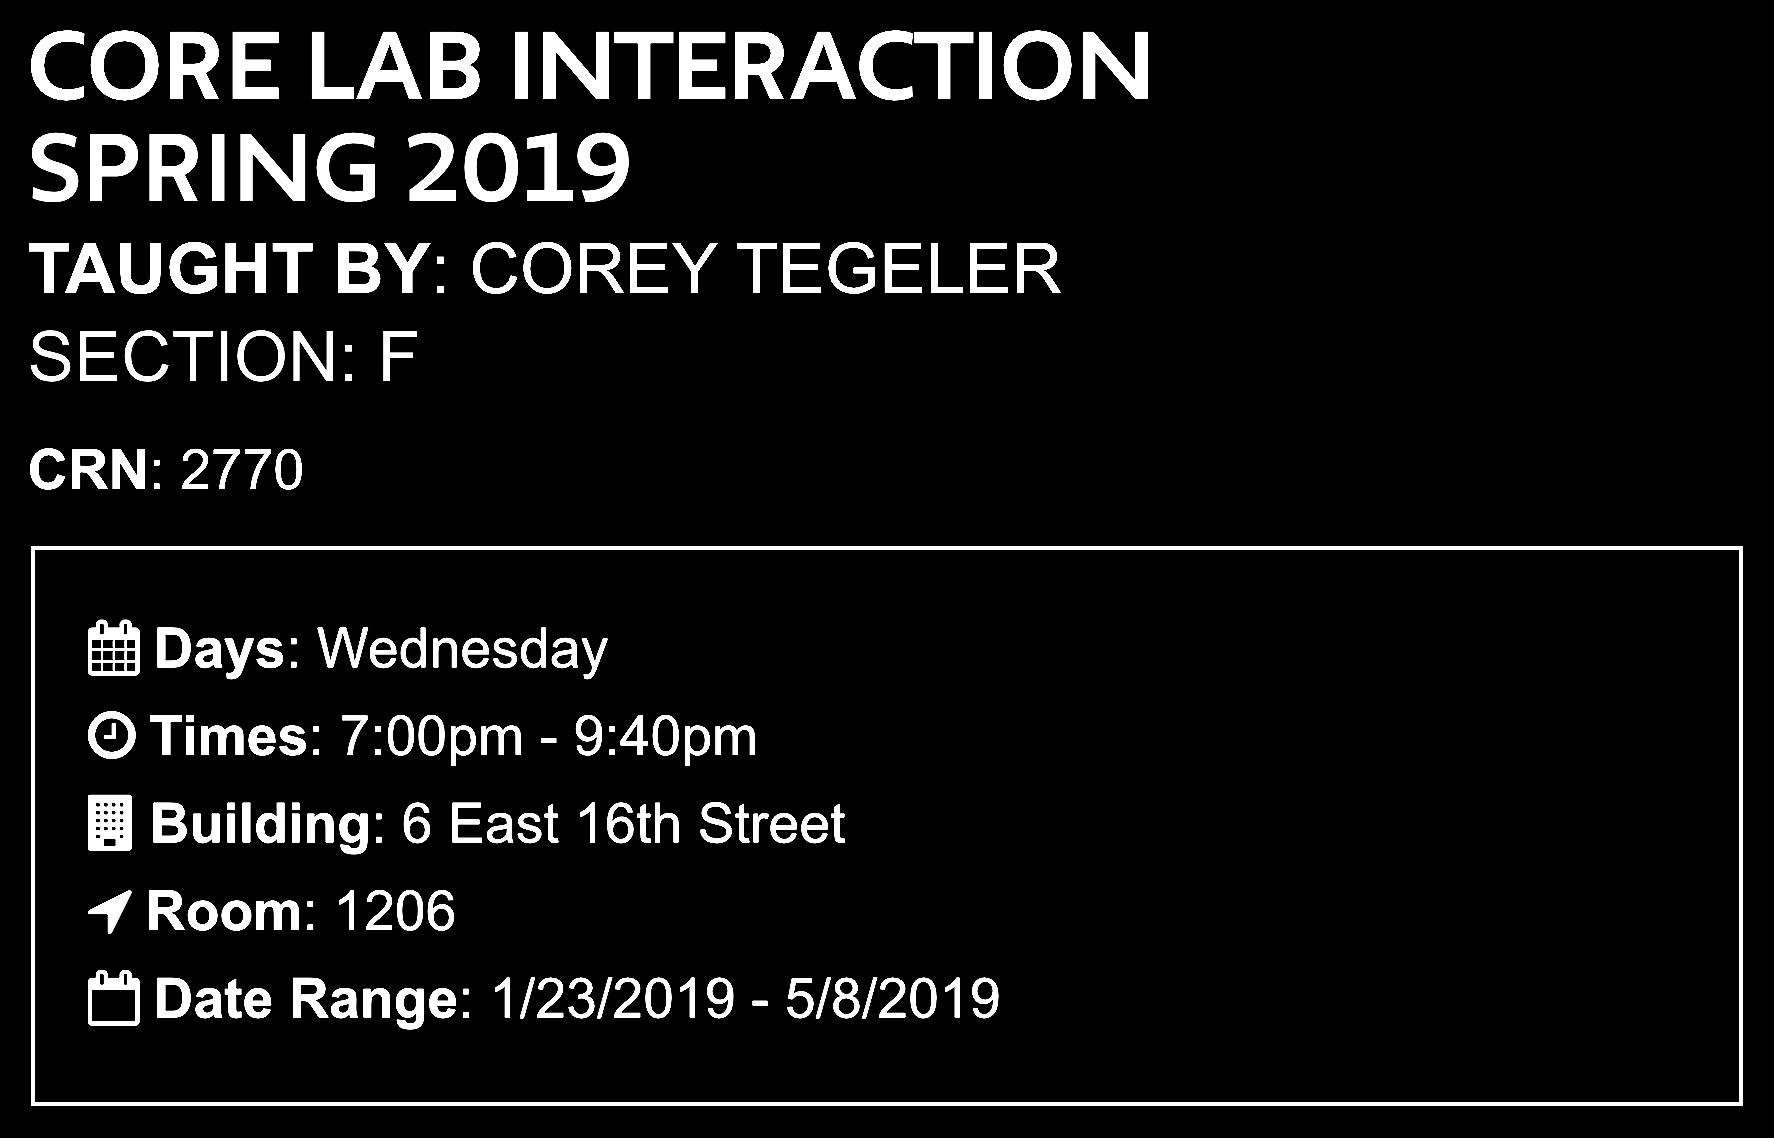 CORE LAB INTERACTION
SPRING 2019
TAUGHT BY: COREY TEGELER
SECTION: F
CRN: 2770
Days: Wednesday
Times: 7:00pm - 9:40pm
Building: 6 East 16th Street
Room: 1206
Date Range: 1/23/2019 - 5/8/2019